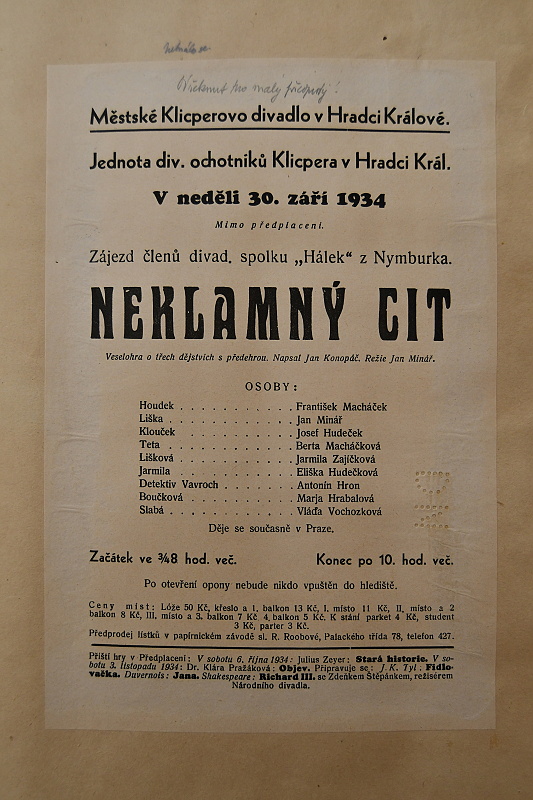 Městské Klicperovo divadlo v Hradci Králové.
Jednota div. ochotníků Klicpera v Hradci Král.
V neděli 30. září 1934
Mimo předplacení.
Zájezd členů divad. spolku „Hálek“ z Nymburka.
NEKLAMNÝ CIT
Veselohra o třech dějstvích s předehrou. Napsal Jan Konopáč. Režie Jan Minář.
OSOBY:
Houdek . . . . . . . . . . . František Macháček
Liška . . . . . . . . . . . Jan Minář
Klouček . . . . . . . . . . . Josef Hudeček
Teta . . . . . . . . . . . Berta Macháčková
Lišková . . . . . . . . . . . Jarmila Zajíčková
Jarmila . . . . . . . . . . . Eliška Hudečková
Detektiv Vavroch . . . . . . . Antonín Hron
Boučková . . . . . . . . . . Marja Hrabalová
Slabá . . . . . . . . . . . Vláďa Vochozková
Děje se současně v Praze.
Začátek ve ¾8 hod. več. Konec po 10. hod. več.
Po otevření opony nebude nikdo vpuštěn do hlediště.
Ceny míst: Lóže 50 Kč, křeslo a 1. balkon 13 Kč, I. místo 11 Kč, II. místo a 2
balkon 8 Kč, III. místo a 3. balkon 7 Kč, 4. balkon 5 Kč. K stání parket 4 Kč, student
3 Kč, parter 3 Kč.
Předprodej lístků v papírnickém závodě sl. R. Roobové, Palackého třída 78, telefon 427.
Příští hry v Předplacení: V sobotu 6. října 1934: Julius Zeyer: Stará historie. V so-
botu 3. listopadu 1934: Dr. Klára Pražáková: Objev. Připravuje se: J. K. Tyl: Fidlo-
vačka. Duvernois: Jana. Shakespeare: Richard III. se Zdeňkem Štěpánkem, režisérem
Národního divadla.